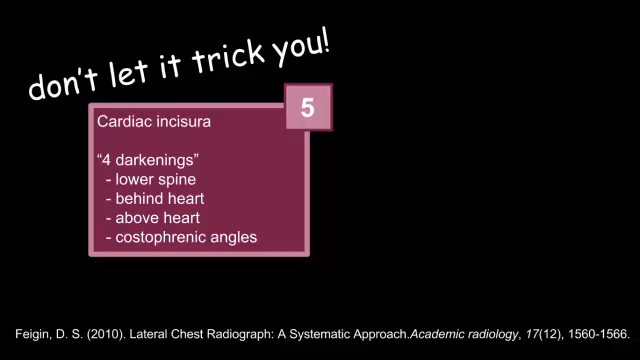 don't let it trick you!
5
Cardiac incisura
“4 darkenings”
- lower spine
- behind heart
- above heart
- costophrenic angles
Feigin, D. S. (2010). Lateral Chest Radiograph: A Systematic Approach.Academic radiology, 17(12), 1560-1566.